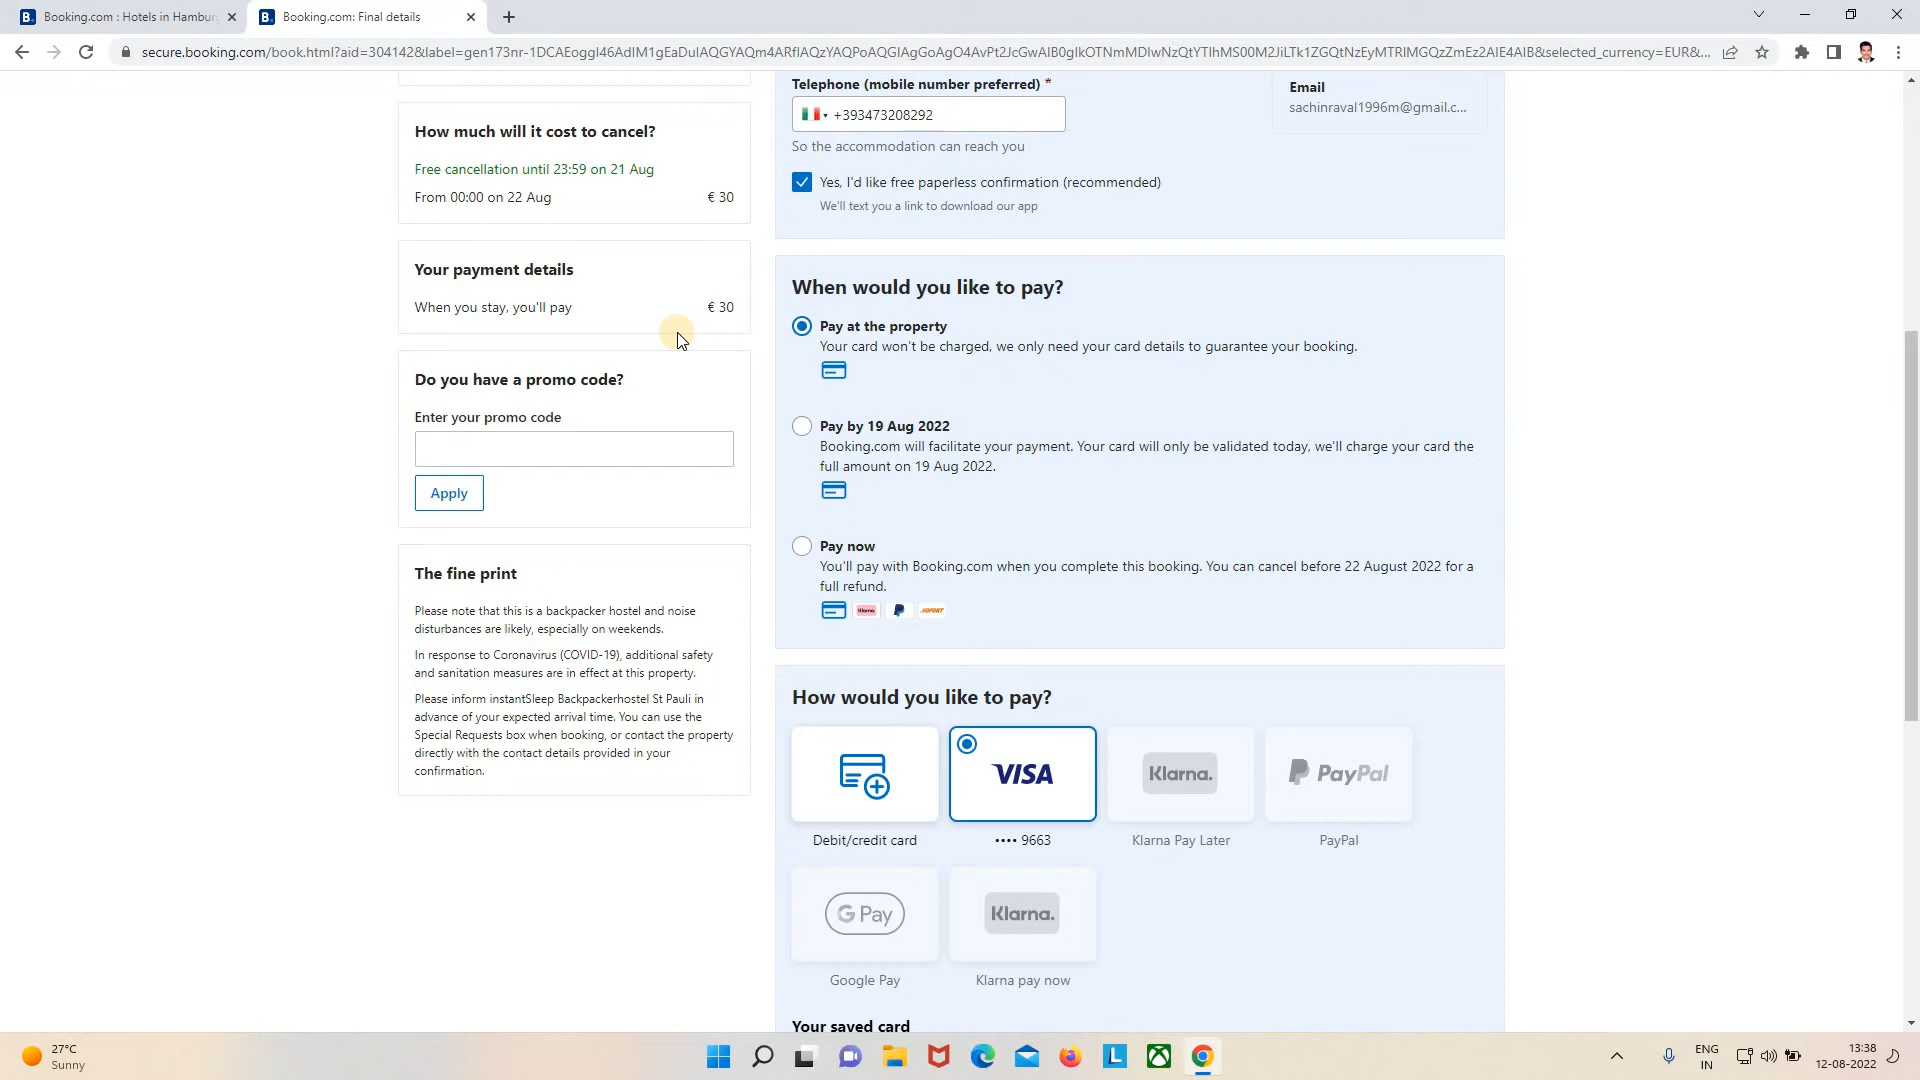 Booking.com : Hotels in Hambur
Booking.com: Final details
secure.booking.com/book.html?aid=304142&label=gen173nr-1DCAEoggI46AdIM1gEaDuIAQGYAQm4ARfIAQzYAQPoAQGIAgGoAgO4AvPt2JcGwAIB0gIkOTNmMDIwNzQtYTlhMS00M2JiLTk1ZGQtNzEyMTRlMGQzZmEz2AIE4AIB&selected_currency=EUR&...
Telephone (mobile number preferred) *
+393473208292
So the accommodation can reach you
Yes, I'd like free paperless confirmation (recommended)
We'll text you a link to download our app
Email
sachinraval1996m@gmail.c...
How much will it cost to cancel?
Free cancellation until 23:59 on 21 Aug
From 00:00 on 22 Aug € 30
Your payment details
When you stay, you'll pay € 30
Do you have a promo code?
Enter your promo code
Apply
The fine print
Please note that this is a backpacker hostel and noise
disturbances are likely, especially on weekends.
In response to Coronavirus (COVID-19), additional safety
and sanitation measures are in effect at this property.
Please inform instantSleep Backpackerhostel St Pauli in
advance of your expected arrival time. You can use the
Special Requests box when booking, or contact the property
directly with the contact details provided in your
confirmation.
When would you like to pay?
Pay at the property
Your card won't be charged, we only need your card details to guarantee your booking.
Pay by 19 Aug 2022
Booking.com will facilitate your payment. Your card will only be validated today, we'll charge your card the
full amount on 19 Aug 2022.
Pay now
You'll pay with Booking.com when you complete this booking. You can cancel before 22 August 2022 for a
full refund.
Klarna. SOFORT
How would you like to pay?
VISA Klarna. PayPal
Debit/credit card •••• 9663 Klarna Pay Later PayPal
G Pay Klarna.
Google Pay Klarna pay now
Your saved card
27°C
Sunny
ENG
IN
13:38
12-08-2022